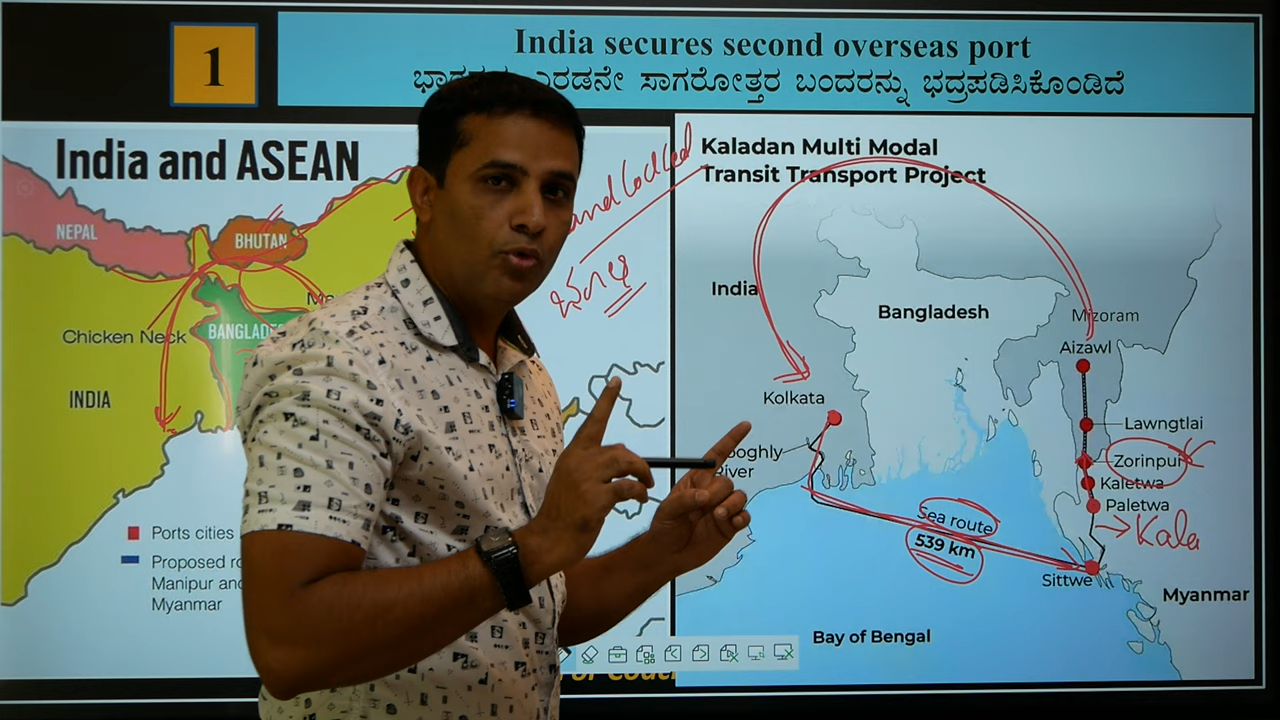 1
India secures second overseas port
ಸಾಗರೋತ್ತರ ಬಂದರನ್ನು ಭದ್ರಪಡಿಸಿಕೊಂಡಿದೆ
India and ASEAN
NEPAL
BHUTAN
Chicken Neck
INDIA
Ports cities
Proposed
Manipur and
Myanmar
Kaladan Multi Modal
Transit Transport Project
India
Bangladesh
Mizoram
Aizawl
Kolkata
Lawngtlai
River
Zorinpui
Kaletwa
Paletwa
Sea route
539 km
Kala
Sittwe
Myanmar
Bay of Bengal